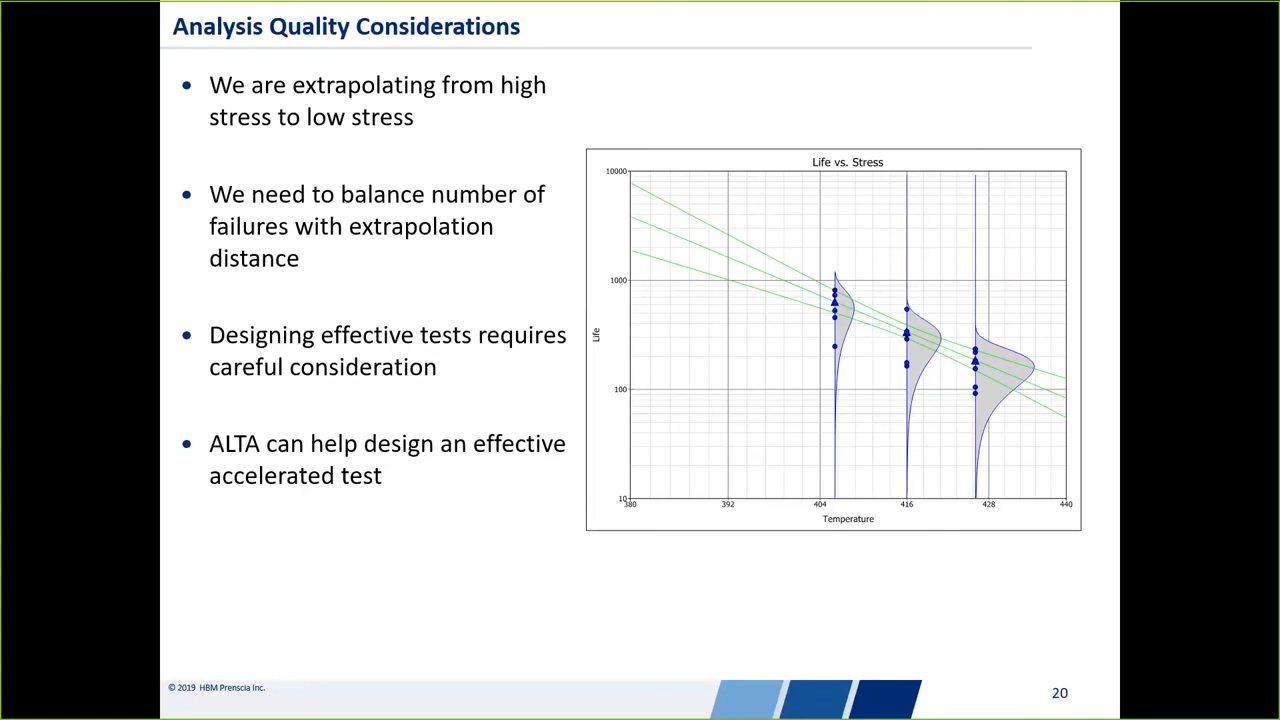 Analysis Quality Considerations
• We are extrapolating from high
stress to low stress
• We need to balance number of
failures with extrapolation
distance
• Designing effective tests requires
careful consideration
• ALTA can help design an effective
accelerated test
Life vs. Stress
10000
1000
100
10
Life
380 392 404 416 428 440
Temperature
© 2019 HBM Prenscia Inc.
20